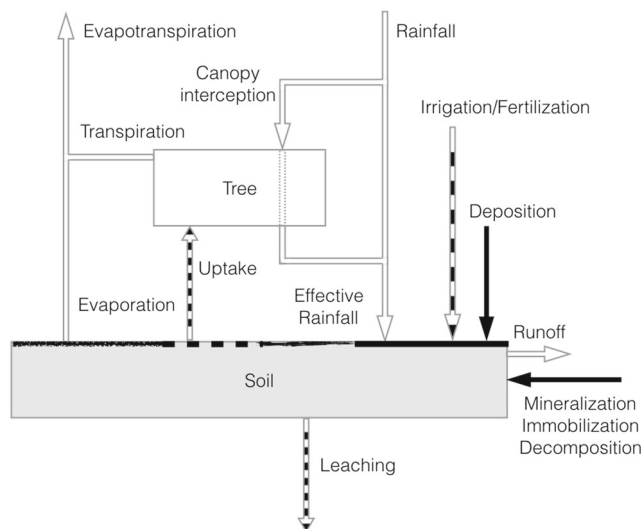 Evapotranspiration
Rainfall
Canopy
interception
Irrigation/Fertilization
Transpiration
Tree
Deposition
Uptake
Evaporation
Effective
Rainfall
Runoff
Soil
Mineralization
Immobilization
Decomposition
Leaching